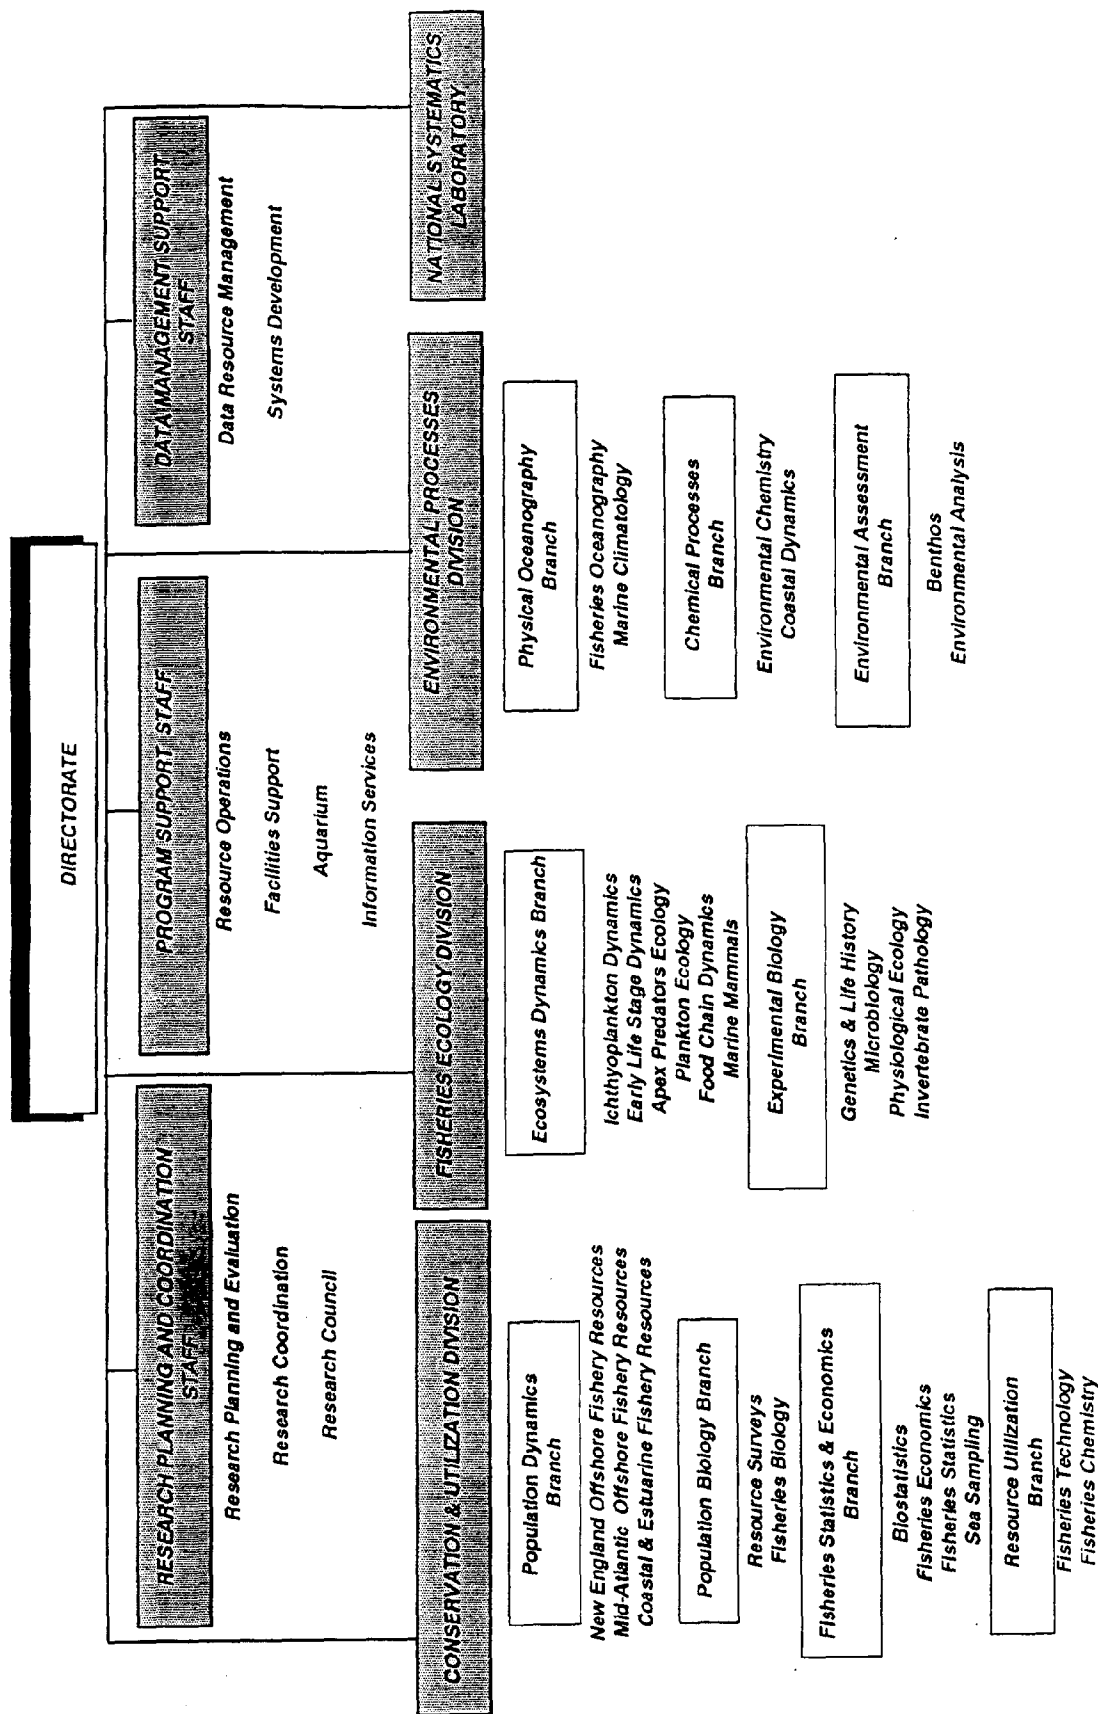 DIRECTORATE
RESEARCH PLANNING AND COORDINATION
STAFF
Research Planning and Evaluation
Research Coordination
Research Council
PROGRAM SUPPORT STAFF
Resource Operations
Facilities Support
Aquarium
Information Services
DATA MANAGEMENT SUPPORT
STAFF
Data Resource Management
Systems Development
CONSERVATION & UTILIZATION DIVISION
Population Dynamics
Branch
New England Offshore Fishery Resources
Mid-Atlantic Offshore Fishery Resources
Coastal & Estuarine Fishery Resources
Population Biology Branch
Resource Surveys
Fisheries Biology
Fisheries Statistics & Economics
Branch
Biostatistics
Fisheries Economics
Fisheries Statistics
Sea Sampling
Resource Utilization
Branch
Fisheries Technology
Fisheries Chemistry
FISHERIES ECOLOGY DIVISION
Ecosystems Dynamics Branch
Ichthyoplankton Dynamics
Early Life Stage Dynamics
Apex Predators Ecology
Plankton Ecology
Food Chain Dynamics
Marine Mammals
Experimental Biology
Branch
Genetics & Life History
Microbiology
Physiological Ecology
Invertebrate Pathology
ENVIRONMENTAL PROCESSES
DIVISION
Physical Oceanography
Branch
Fisheries Oceanography
Marine Climatology
Chemical Processes
Branch
Environmental Chemistry
Coastal Dynamics
Environmental Assessment
Branch
Benthos
Environmental Analysis
NATIONAL SYSTEMATICS
LABORATORY